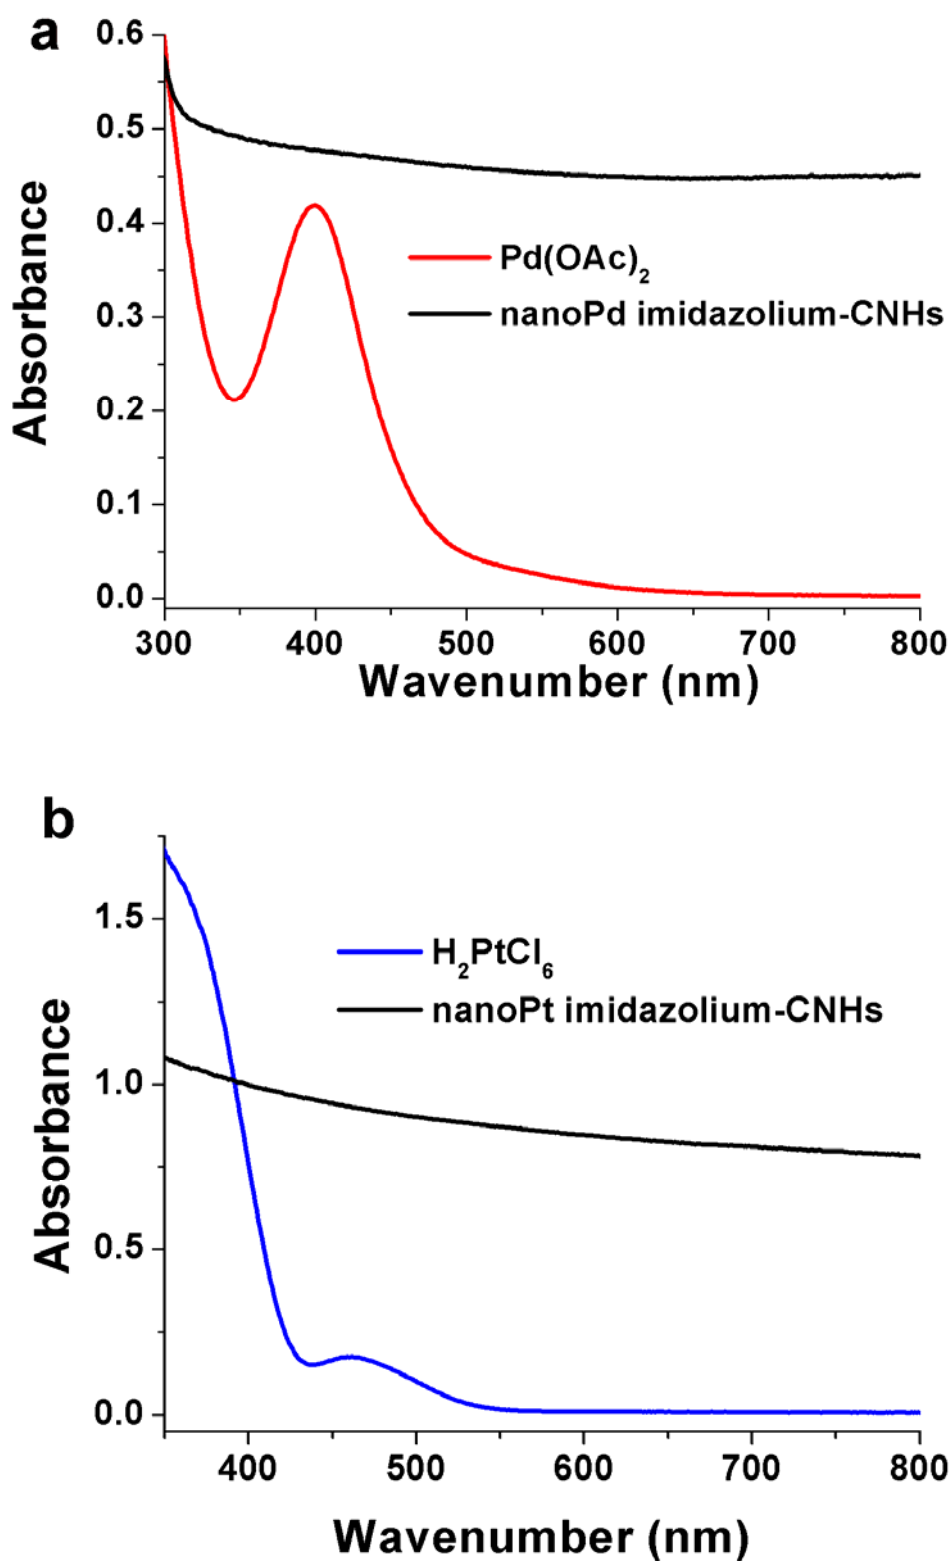 a
0.6
0.5
0.4
0.3
0.2
0.1
0.0
Absorbance
Pd(OAc)2
nanoPd imidazolium-CNHs
300 400 500 600 700 800
Wavenumber (nm)
b
1.5
1.0
0.5
0.0
Absorbance
H2PtCl6
nanoPt imidazolium-CNHs
400 500 600 700 800
Wavenumber (nm)